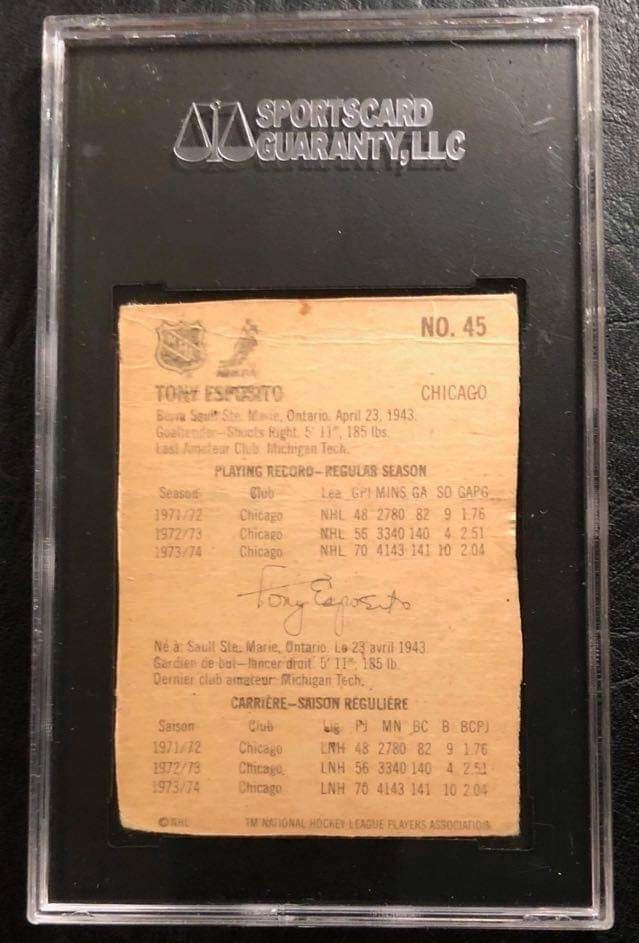 SPORTSCARD
GUARANTY, LLC
NO. 45
NHL
TONY ESPOSITO CHICAGO
Born Sault Ste. Marie, Ontario. April 23, 1943.
Goaltender—Shoots Right. 5' 11", 185 lbs.
Last Amateur Club: Michigan Tech.
PLAYING RECORD—REGULAR SEASON
Season Club Lea GPI MINS GA SO GAPG
1971/72 Chicago NHL 48 2780 82 9 1.76
1972/73 Chicago NHL 56 3340 140 4 2.51
1973/74 Chicago NHL 70 4143 141 10 2.04
Tony Esposito
Né à: Sault Ste. Marie, Ontario. Le 23 avril 1943
Gardien de but—lancer droit. 5' 11", 185 lb.
Dernier club amateur: Michigan Tech.
CARRIÈRE—SAISON RÉGULIÈRE
Saison Club Lig PJ MN BC B BCPJ
1971/72 Chicago LNH 48 2780 82 9 1.76
1972/73 Chicago LNH 56 3340 140 4 2.51
1973/74 Chicago LNH 70 4143 141 10 2.04
© NHL TM NATIONAL HOCKEY LEAGUE PLAYERS ASSOCIATION